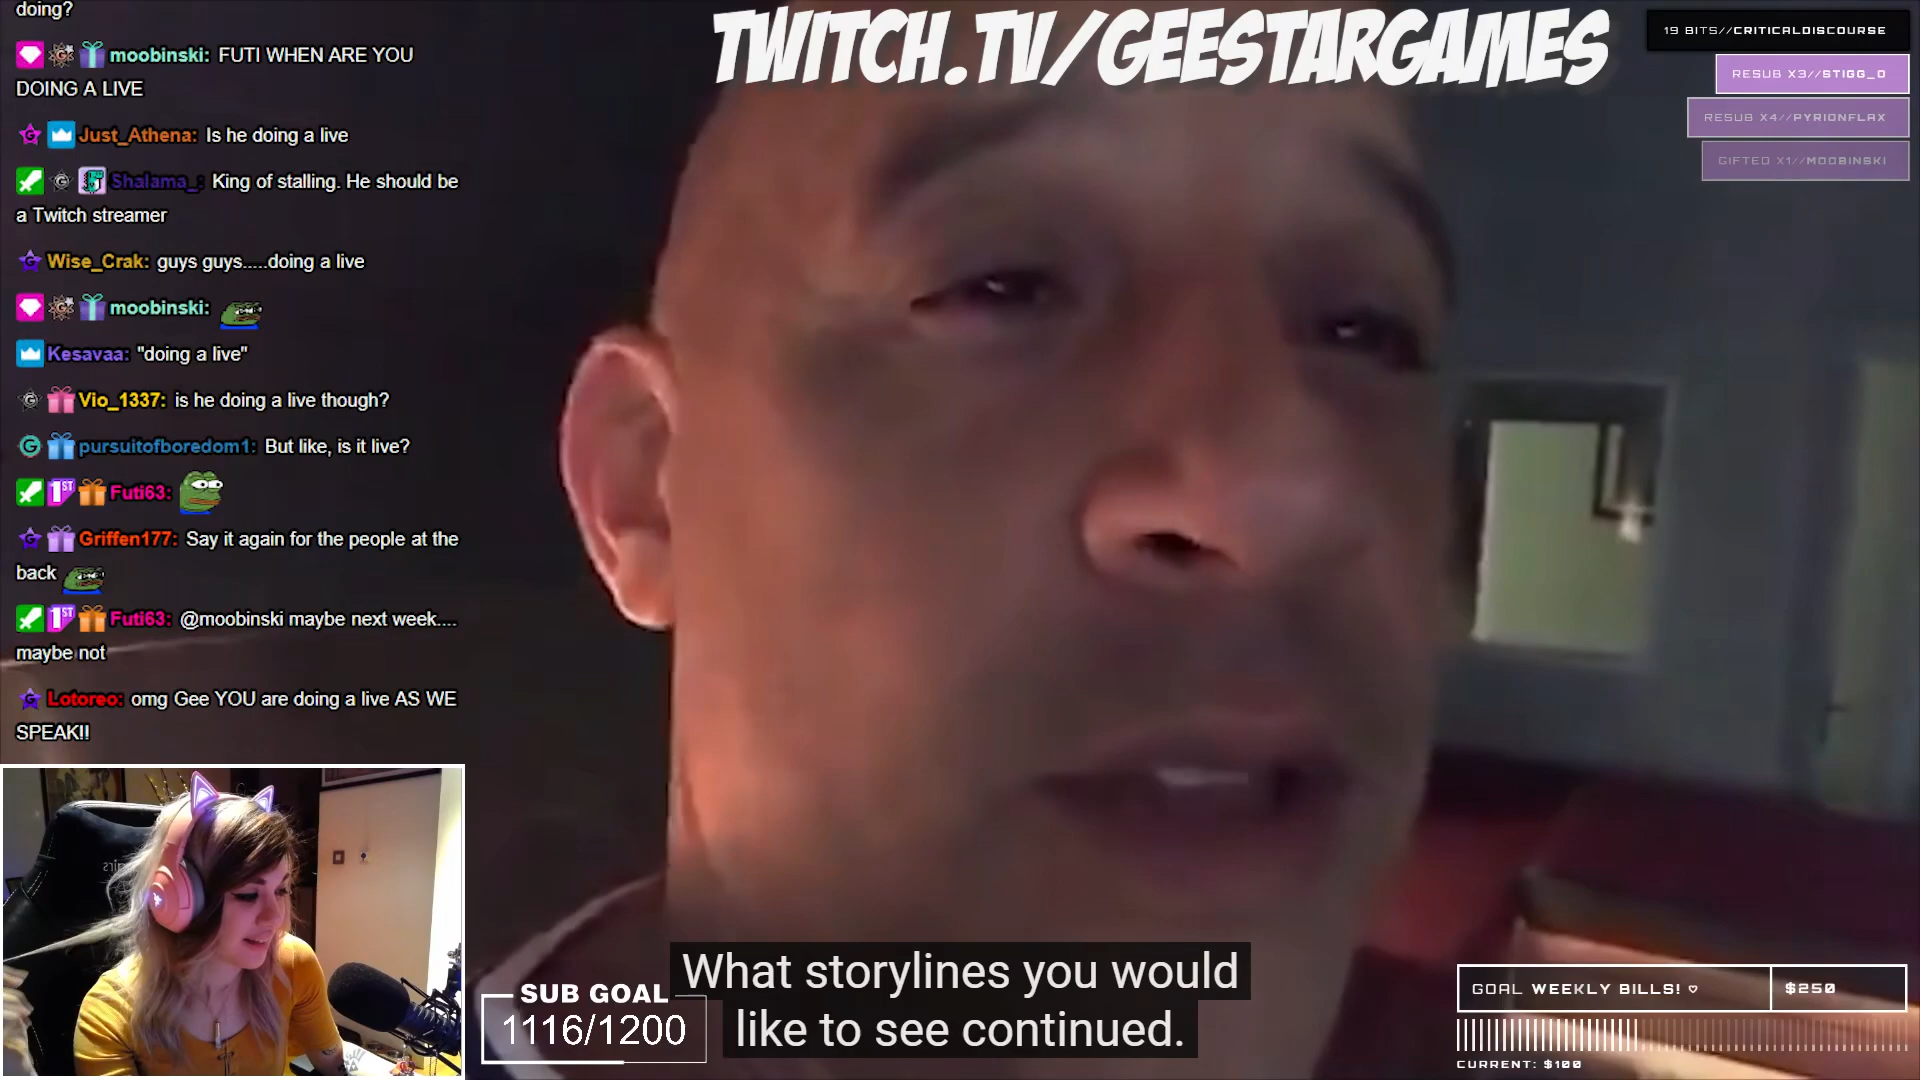 doing?
moobinski: FUTI WHEN ARE YOU
DOING A LIVE
Just_Athena: Is he doing a live
Shalama_: King of stalling. He should be
a Twitch streamer
Wise_Crak: guys guys.....doing a live
moobinski:
Kesavaa: "doing a live"
Vio_1337: is he doing a live though?
pursuitofboredom1: But like, is it live?
1ST Futi63:
Griffen177: Say it again for the people at the
back
1ST Futi63: @moobinski maybe next week....
maybe not
Lotoreo: omg Gee YOU are doing a live AS WE
SPEAK!!
TWITCH.TV/GEESTARGAMES
19 BITS//CRITICALDISCOURSE
RESUB X3//STIGG_O
RESUB X4//PYRIONFLAX
GIFTED X1//MOOBINSKI
SUB GOAL
1116/1200
What storylines you would
like to see continued.
GOAL WEEKLY BILLS! ♡ $250
CURRENT: $100